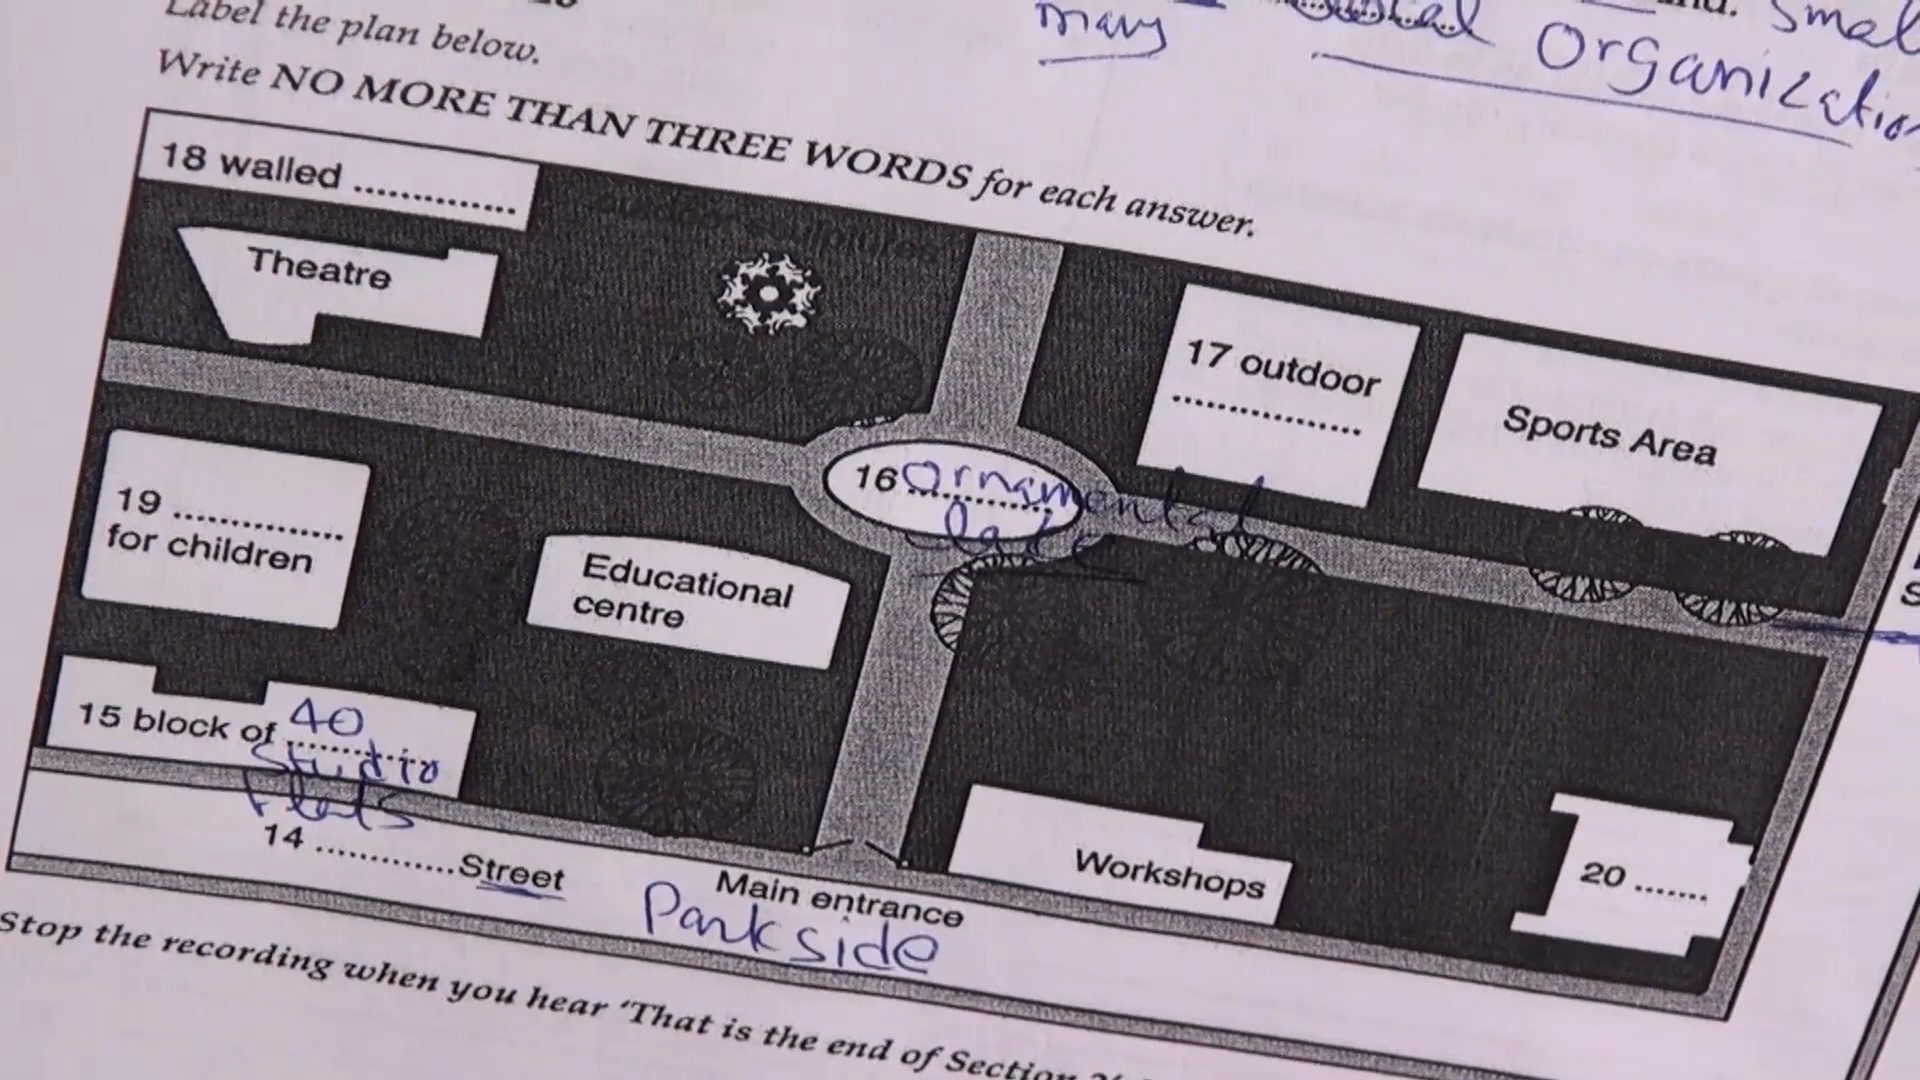 Label the plan below.
many
Organization
Write NO MORE THAN THREE WORDS for each answer.
18 walled ..............
Theatre
17 outdoor
..................
Sports Area
16 Ornamental
lake
19 ................
for children
Educational
centre
15 block of 40
Studio
Flats
14 .............Street
Main entrance
Parkside
Workshops
20 .......
Stop the recording when you hear 'That is the end of Section